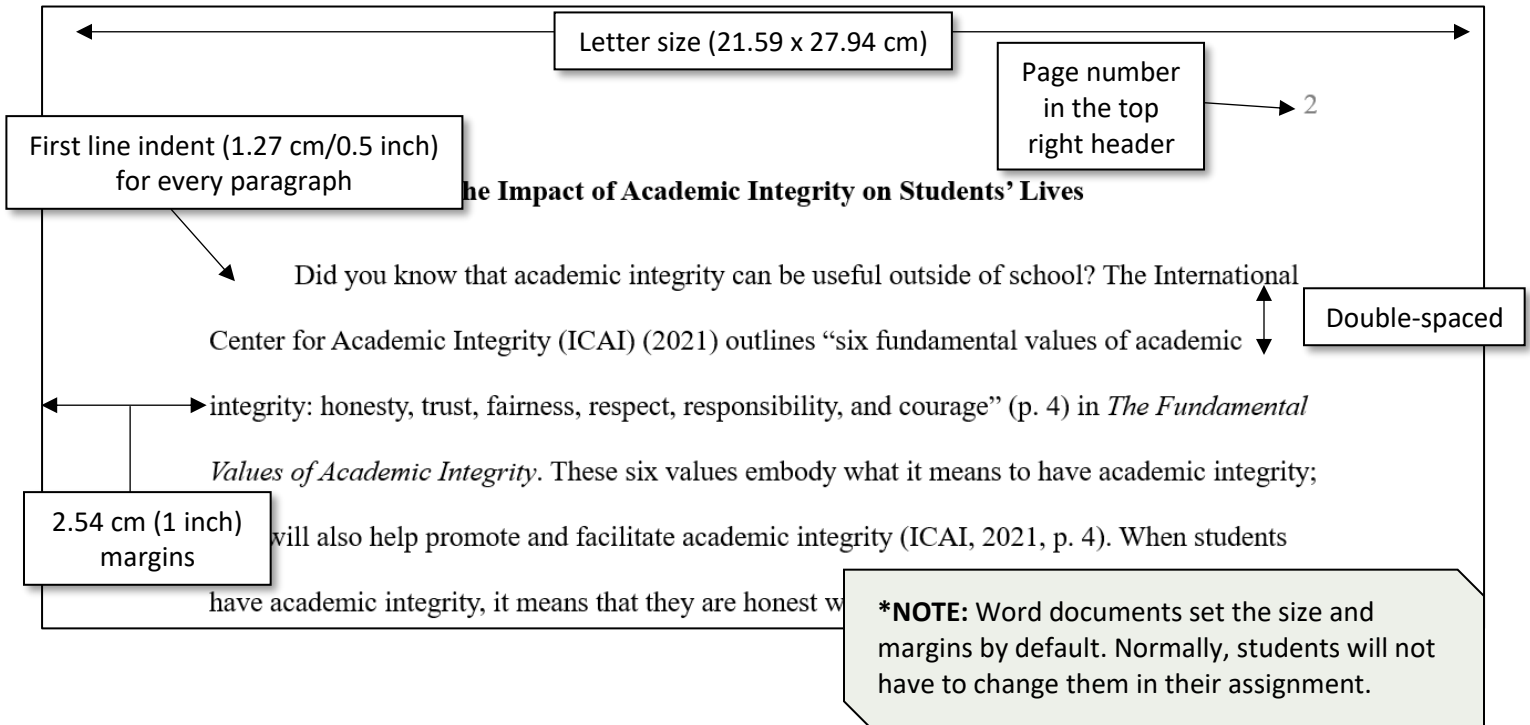 Letter size (21.59 x 27.94 cm)
Page number
in the top
right header
2
First line indent (1.27 cm/0.5 inch)
for every paragraph
he Impact of Academic Integrity on Students’ Lives
Did you know that academic integrity can be useful outside of school? The International
Center for Academic Integrity (ICAI) (2021) outlines “six fundamental values of academic
Double-spaced
integrity: honesty, trust, fairness, respect, responsibility, and courage” (p. 4) in The Fundamental
Values of Academic Integrity. These six values embody what it means to have academic integrity;
2.54 cm (1 inch)
margins
will also help promote and facilitate academic integrity (ICAI, 2021, p. 4). When students
have academic integrity, it means that they are honest w
*NOTE: Word documents set the size and
margins by default. Normally, students will not
have to change them in their assignment.